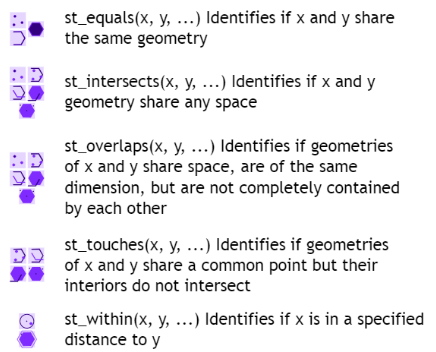 st_equals(x, y, ...) Identifies if x and y share
the same geometry
st_intersects(x, y, ...) Identifies if x and y
geometry share any space
st_overlaps(x, y, ...) Identifies if geometries
of x and y share space, are of the same
dimension, but are not completely contained
by each other
st_touches(x, y, ...) Identifies if geometries
of x and y share a common point but their
interiors do not intersect
st_within(x, y, ...) Identifies if x is in a specified
distance to y